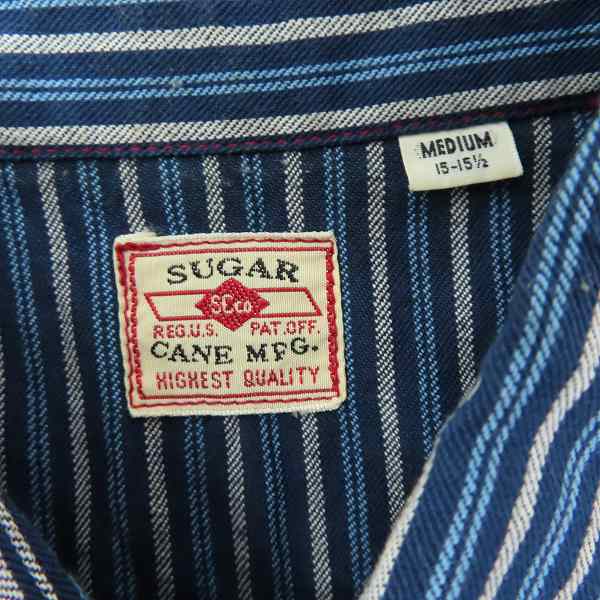 MEDIUM
15-15½
SUGAR
SCCo
REG.U.S. PAT.OFF.
CANE MFG.
HIGHEST QUALITY